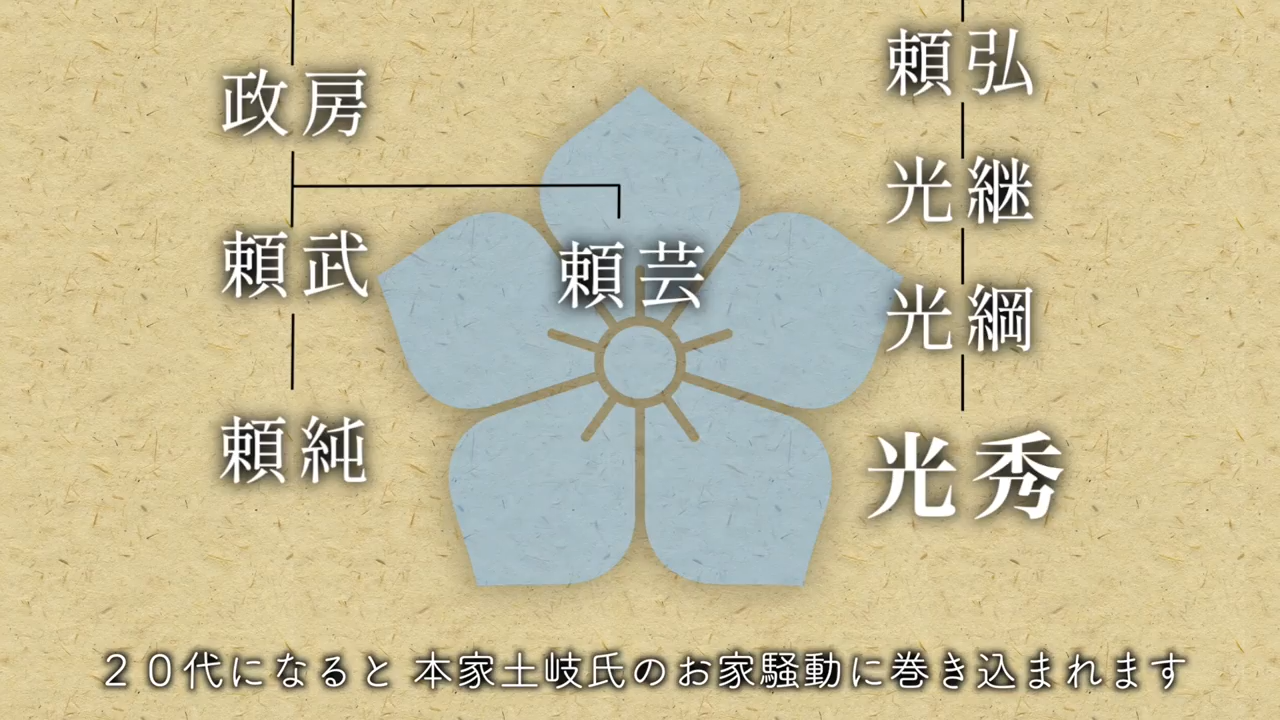 政房
頼武
頼芸
頼純
頼弘
光継
光綱
光秀
２０代になると 本家土岐氏のお家騒動に巻き込まれます